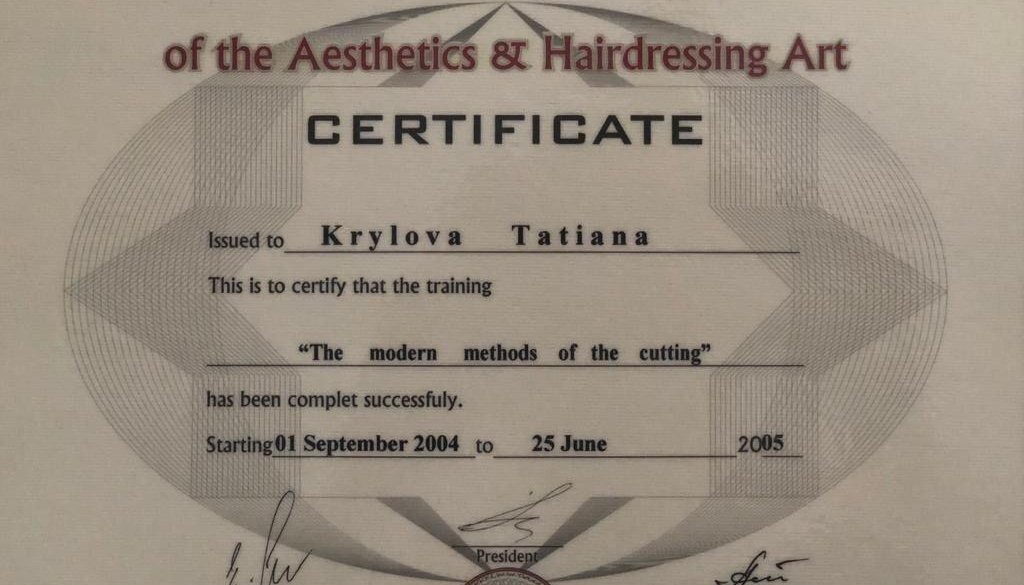 of the Aesthetics & Hairdressing Art
CERTIFICATE
Issued to Krylova Tatiana
This is to certify that the training
“The modern methods of the cutting”
has been complet successfuly.
Starting 01 September 2004 to 25 June 2005
President